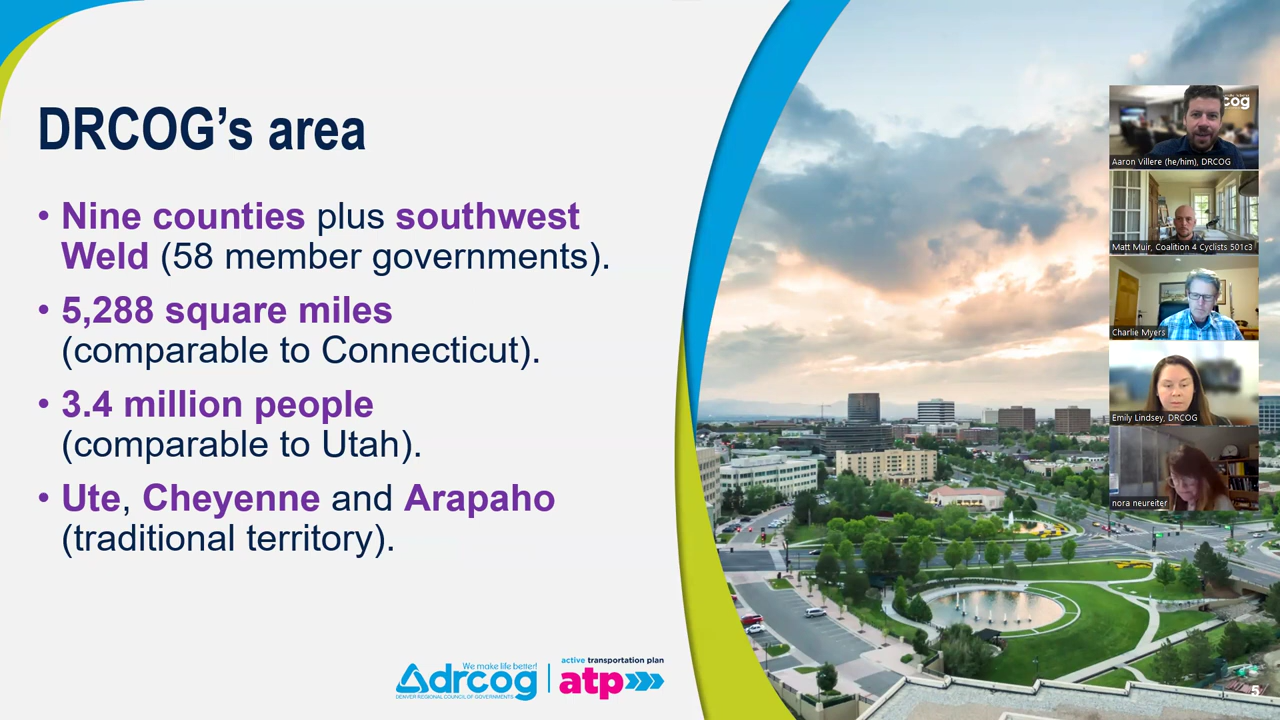 DRCOG's area
• Nine counties plus southwest
Weld (58 member governments).
• 5,288 square miles
(comparable to Connecticut).
• 3.4 million people
(comparable to Utah).
• Ute, Cheyenne and Arapaho
(traditional territory).
We make life better!
drcog
DENVER REGIONAL COUNCIL OF GOVERNMENTS
active transportation plan
atp
cog
Aaron Villere (he/him), DRCOG
Matt Muir, Coalition 4 Cyclists 501c3
Charlie Myers
Emily Lindsey, DRCOG
nora neureiter
5